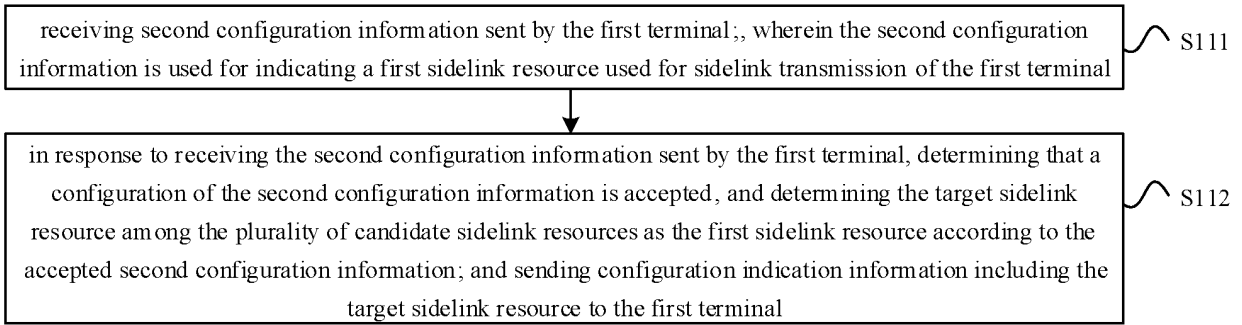 receiving second configuration information sent by the first terminal;, wherein the second configuration
information is used for indicating a first sidelink resource used for sidelink transmission of the first terminal
S111
in response to receiving the second configuration information sent by the first terminal, determining that a
configuration of the second configuration information is accepted, and determining the target sidelink
resource among the plurality of candidate sidelink resources as the first sidelink resource according to the
accepted second configuration information; and sending configuration indication information including the
target sidelink resource to the first terminal
S112